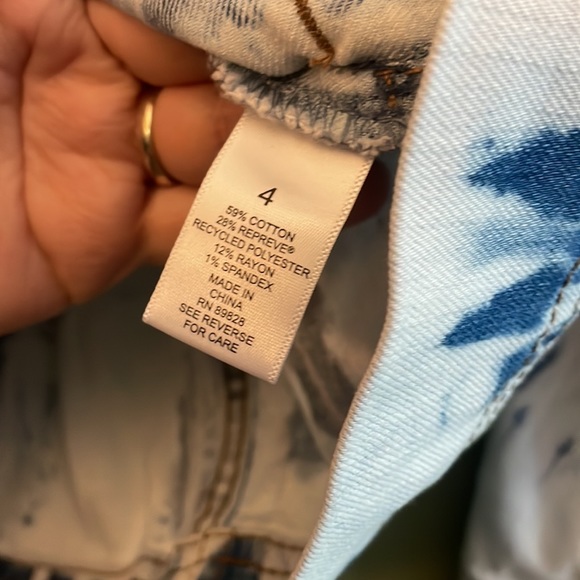 4
59% COTTON
28% REPREVE®
RECYCLED POLYESTER
12% RAYON
1% SPANDEX
MADE IN
CHINA
RN 89828
SEE REVERSE
FOR CARE